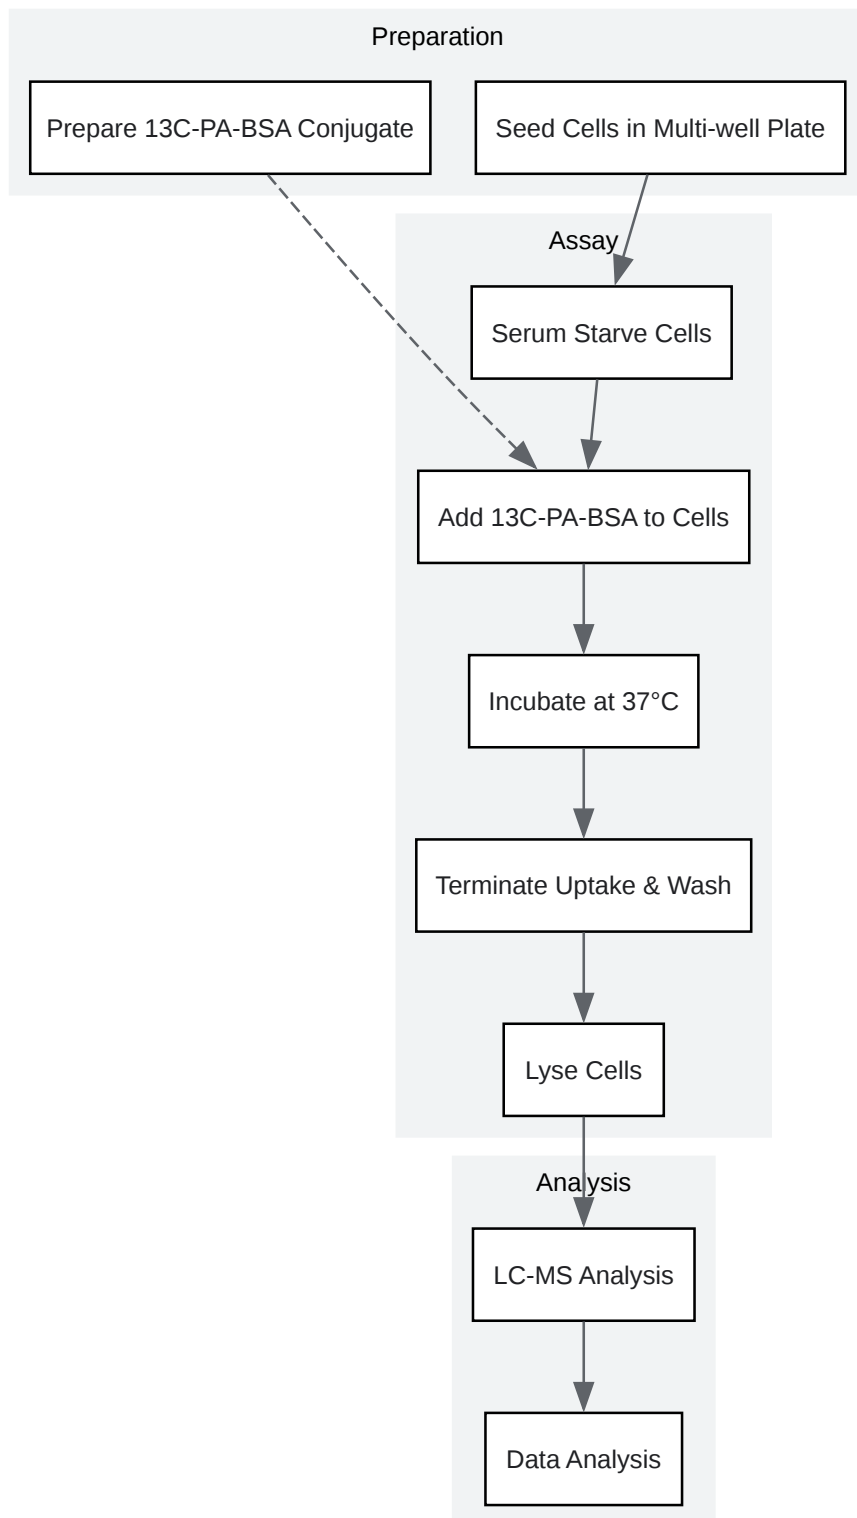 Preparation
Prepare 13C-PA-BSA Conjugate
Seed Cells in Multi-well Plate
Assay
Serum Starve Cells
Add 13C-PA-BSA to Cells
Incubate at 37°C
Terminate Uptake & Wash
Lyse Cells
Analysis
LC-MS Analysis
Data Analysis